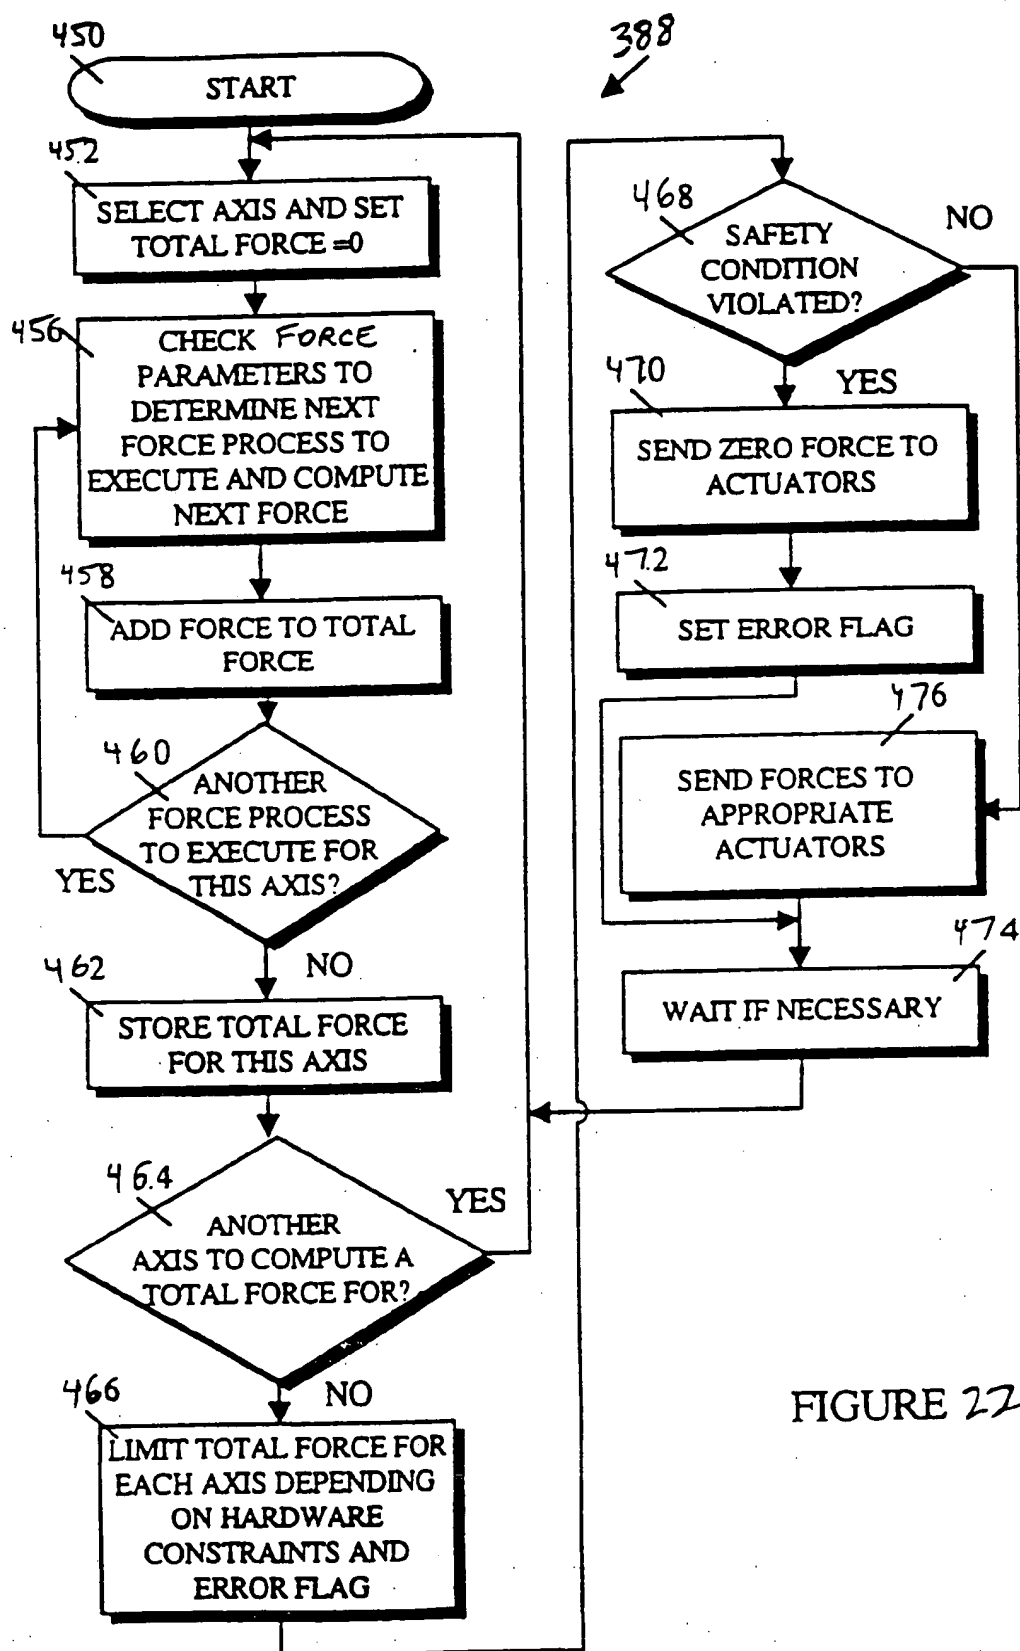 450
START
388
452
SELECT AXIS AND SET
TOTAL FORCE =0
456
CHECK FORCE
PARAMETERS TO
DETERMINE NEXT
FORCE PROCESS TO
EXECUTE AND COMPUTE
NEXT FORCE
458
ADD FORCE TO TOTAL
FORCE
460
ANOTHER
FORCE PROCESS
TO EXECUTE FOR
THIS AXIS?
YES
NO
462
STORE TOTAL FORCE
FOR THIS AXIS
464
ANOTHER
AXIS TO COMPUTE A
TOTAL FORCE FOR?
YES
NO
466
LIMIT TOTAL FORCE FOR
EACH AXIS DEPENDING
ON HARDWARE
CONSTRAINTS AND
ERROR FLAG
468
SAFETY
CONDITION
VIOLATED?
NO
YES
470
SEND ZERO FORCE TO
ACTUATORS
472
SET ERROR FLAG
476
SEND FORCES TO
APPROPRIATE
ACTUATORS
474
WAIT IF NECESSARY
FIGURE 22